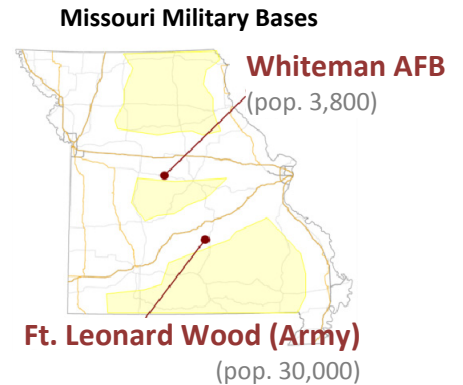 Missouri Military Bases
Whiteman AFB
(pop. 3,800)
Ft. Leonard Wood (Army)
(pop. 30,000)